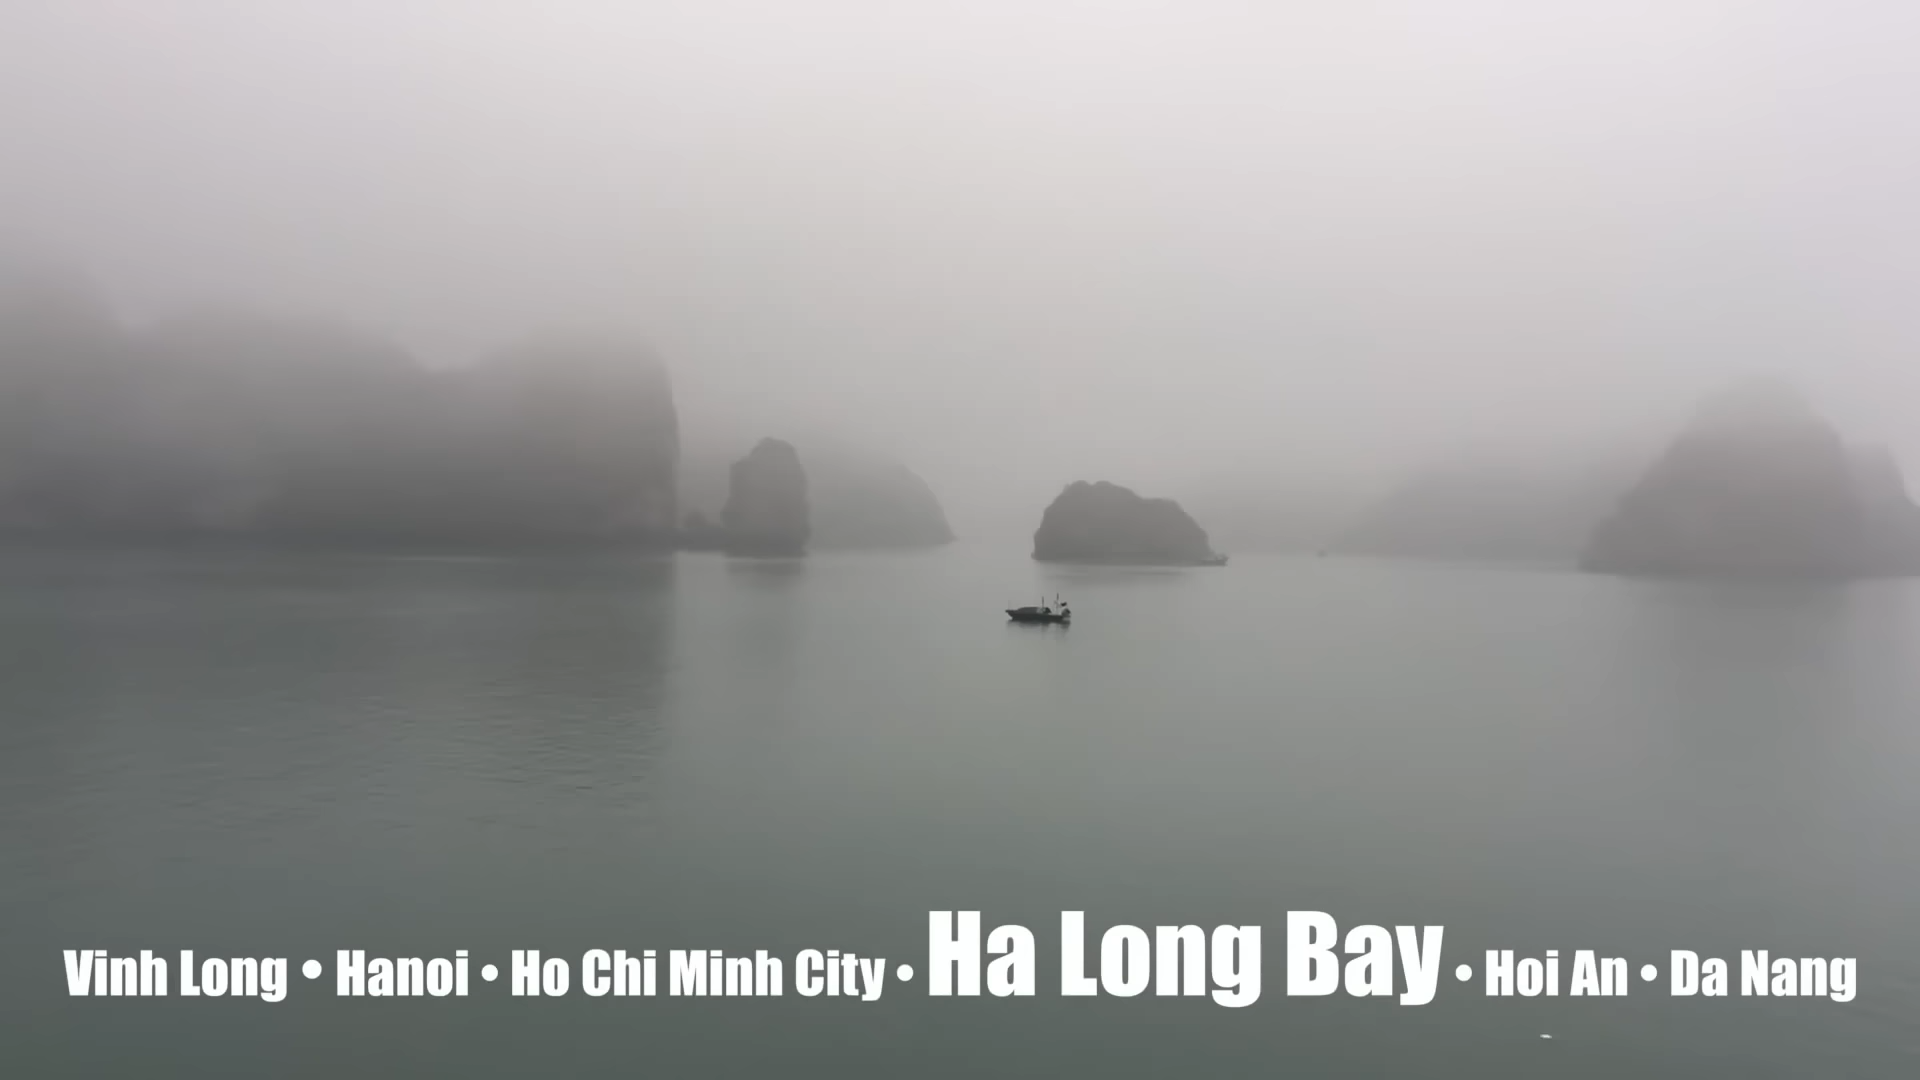 Vinh Long • Hanoi • Ho Chi Minh City • Ha Long Bay • Hoi An • Da Nang